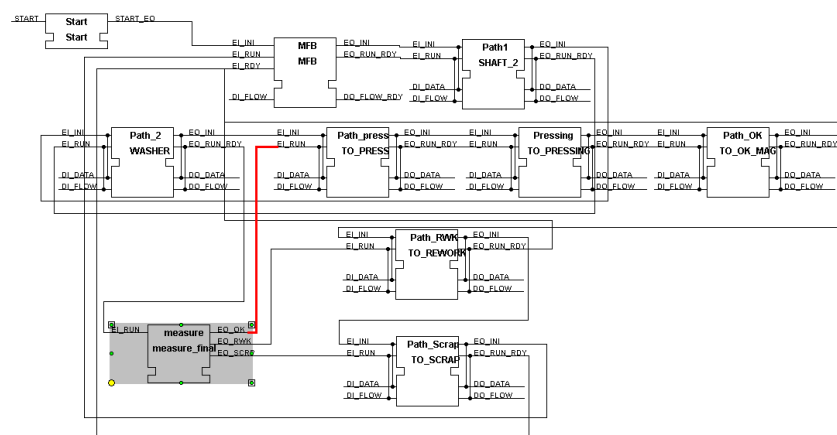 START
Start
START_EO
Start
EI_INI
MFB
EO_INI
EI_RUN
MFB
EO_RUN_RDY
EI_RDY
DI_FLOW
DO_FLOW_RDY
EI_INI
Path1
EO_INI
EI_RUN
SHAFT_2
EO_RUN_RDY
DI_DATA
DO_DATA
DI_FLOW
DO_FLOW
EI_INI
Path_2
EO_INI
EI_RUN
WASHER
EO_RUN_RDY
DI_DATA
DO_DATA
DI_FLOW
DO_FLOW
EI_INI
Path_press
EO_INI
EI_RUN
TO_PRESS
EO_RUN_RDY
DI_DATA
DO_DATA
DI_FLOW
DO_FLOW
EI_INI
Pressing
EO_INI
EI_RUN
TO_PRESSING
EO_RUN_RDY
DI_DATA
DO_DATA
DI_FLOW
DO_FLOW
EI_INI
Path_OK
EO_INI
EI_RUN
TO_OK_MAG
EO_RUN_RDY
DI_DATA
DO_DATA
DI_FLOW
DO_FLOW
EI_INI
Path_RWK
EO_INI
EI_RUN
TO_REWORK
EO_RUN_RDY
DI_DATA
DO_DATA
DI_FLOW
DO_FLOW
EI_RUN
measure
EO_OK
EO_RWK
measure_final
EO_SCRP
EI_INI
Path_Scrap
EO_INI
EI_RUN
TO_SCRAP
EO_RUN_RDY
DI_DATA
DO_DATA
DI_FLOW
DO_FLOW